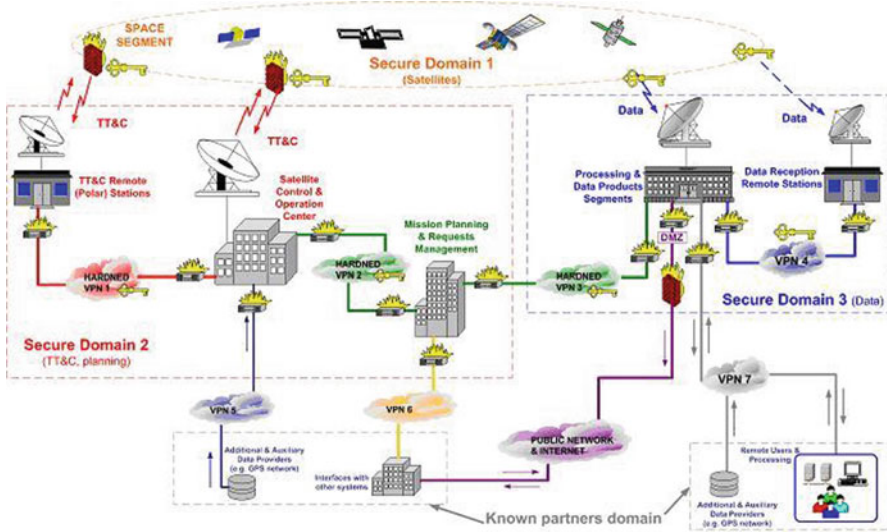 SPACE
SEGMENT
Secure Domain 1
(Satellites)
TT&C
TT&C
Data
Data
TT&C Remote
(Polar) Stations
Satellite
Control &
Operation
Center
Mission Planning
& Requests
Management
Processing &
Data Products
Segments
Data Reception
Remote Stations
DMZ
HARDNED
VPN 1
HARDNED
VPN 2
HARDNED
VPN 3
VPN 4
Secure Domain 2
(TT&C, planning)
Secure Domain 3 (Data)
VPN 5
VPN 6
VPN 7
PUBLIC NETWORK
& INTERNET
Additional & Auxiliary
Data Providers
(e.g. GPS network)
Interfaces with
other systems
Known partners domain
Remote Users &
Processing
Additional & Auxiliary
Data Providers
(e.g. GPS network)